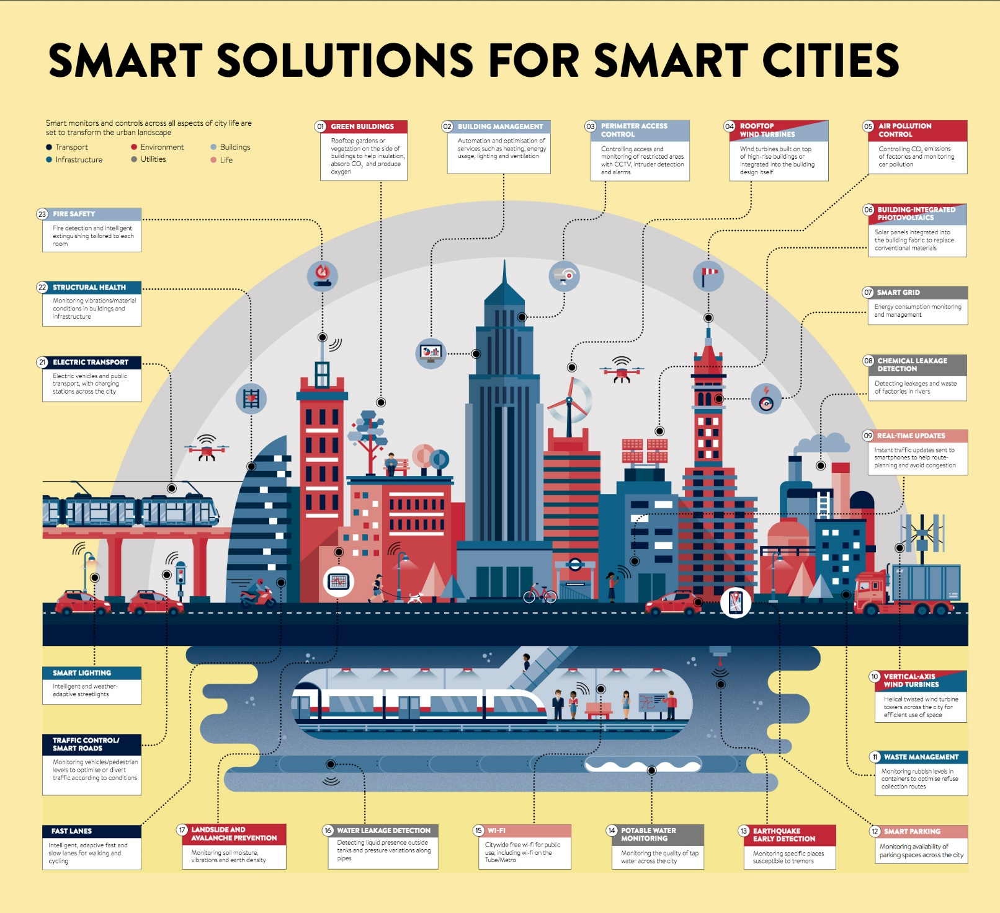 SMART SOLUTIONS FOR SMART CITIES
Smart monitors and controls across all aspects of city life are
set to transform the urban landscape
Transport
Environment
Buildings
Infrastructure
Utilities
Life
01 GREEN BUILDINGS
Rooftop gardens or
vegetation on the side of
buildings to help insulation,
absorb CO₂ and produce
oxygen
02 BUILDING MANAGEMENT
Automation and optimisation of
services such as heating, energy
usage, lighting and ventilation
03 PERIMETER ACCESS
CONTROL
Controlling access and
monitoring of restricted areas
with CCTV, intruder detection
and alarms
04 ROOFTOP
WIND TURBINES
Wind turbines built on top
of high-rise buildings or
integrated into the building
design itself
05 AIR POLLUTION
CONTROL
Controlling CO₂ emissions
of factories and monitoring
car pollution
06 BUILDING-INTEGRATED
PHOTOVOLTAICS
Solar panels integrated into
the building fabric to replace
conventional materials
07 SMART GRID
Energy consumption monitoring
and management
08 CHEMICAL LEAKAGE
DETECTION
Detecting leakages and waste
of factories in rivers
09 REAL-TIME UPDATES
Instant traffic updates sent to
smartphones to help route-
planning and avoid congestion
10 VERTICAL-AXIS
WIND TURBINES
Helical twisted wind turbine
towers across the city for
efficient use of space
11 WASTE MANAGEMENT
Monitoring rubbish levels in
containers to optimise refuse
collection routes
12 SMART PARKING
Monitoring availability of
parking spaces across the city
13 EARTHQUAKE
EARLY DETECTION
Monitoring specific places
susceptible to tremors
14 POTABLE WATER
MONITORING
Monitoring the quality of tap
water across the city
15 WI-FI
Citywide free wi-fi for public
use, including wi-fi on the
Tube/Metro
16 WATER LEAKAGE DETECTION
Detecting liquid presence outside
tanks and pressure variations along
pipes
17 LANDSLIDE AND
AVALANCHE PREVENTION
Monitoring soil moisture,
vibrations and earth density
FAST LANES
Intelligent, adaptive fast and
slow lanes for walking and
cycling
TRAFFIC CONTROL/
SMART ROADS
Monitoring vehicles/pedestrian
levels to optimise or divert
traffic according to conditions
SMART LIGHTING
Intelligent and weather-
adaptive streetlights
21 ELECTRIC TRANSPORT
Electric vehicles and public
transport, with charging
stations across the city
22 STRUCTURAL HEALTH
Monitoring vibrations/material
conditions in buildings and
infrastructure
23 FIRE SAFETY
Fire detection and intelligent
extinguishing tailored to each
room